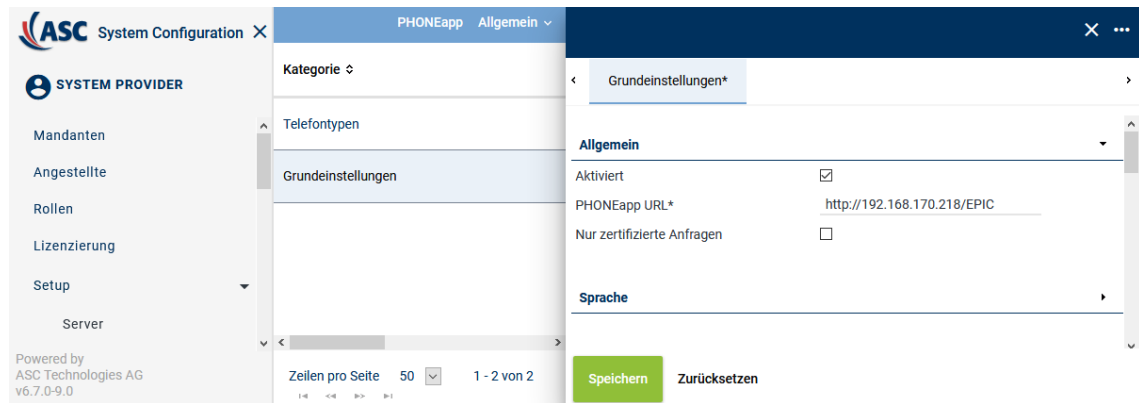 ASC System Configuration
SYSTEM PROVIDER
Mandanten
Angestellte
Rollen
Lizenzierung
Setup
Server
Powered by
ASC Technologies AG
v6.7.0-9.0
PHONEapp Allgemein
Kategorie
Telefontypen
Grundeinstellungen
Zeilen pro Seite 50 1 - 2 von 2
Grundeinstellungen*
Allgemein
Aktiviert
PHONEapp URL* http://192.168.170.218/EPIC
Nur zertifizierte Anfragen
Sprache
Speichern Zurücksetzen